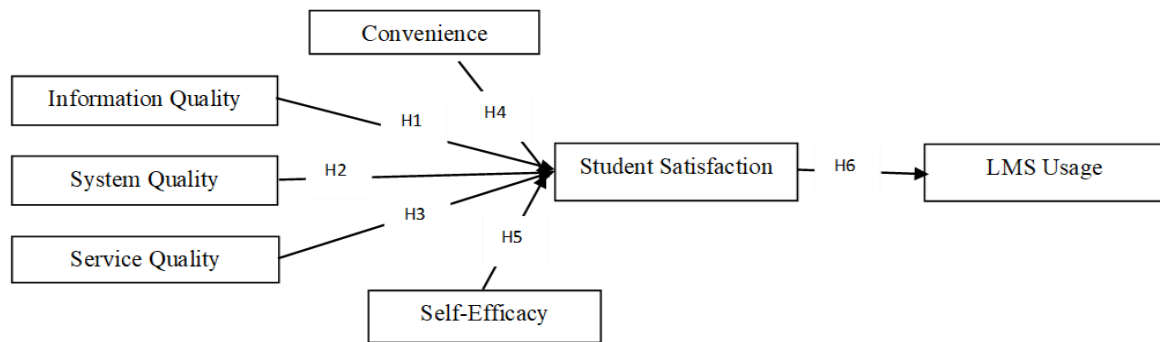 Convenience
Information Quality
H1
H4
System Quality
H2
Student Satisfaction
H6
LMS Usage
Service Quality
H3
H5
Self-Efficacy